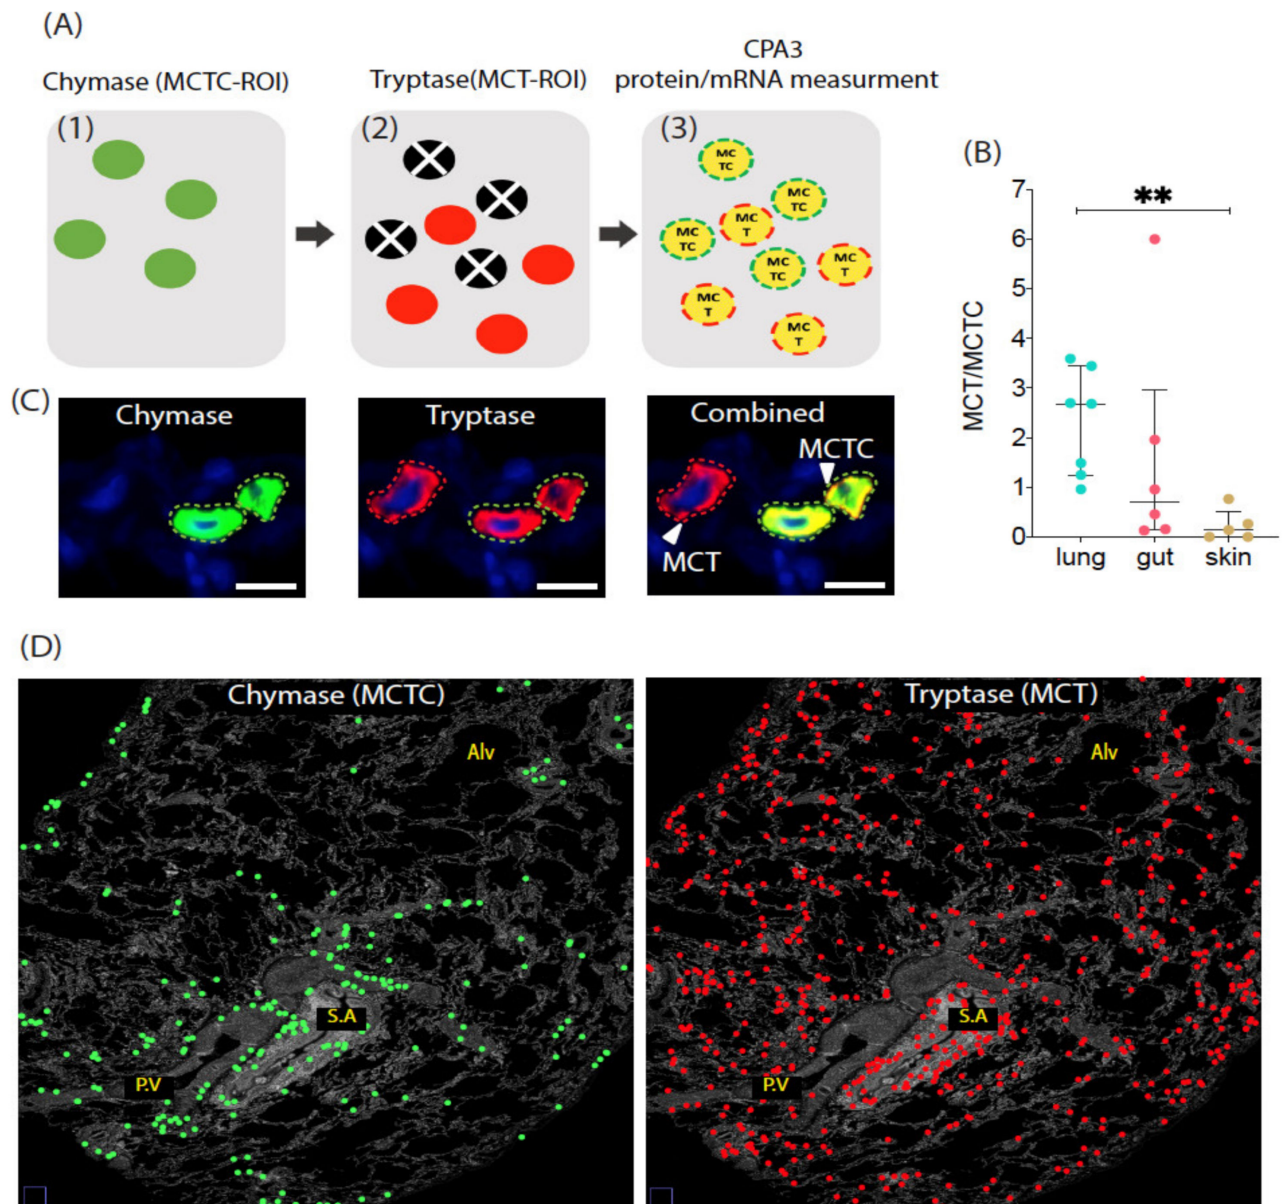 (A)
Chymase (MCTC-ROI)
Tryptase(MCT-ROI)
CPA3
protein/mRNA measurment
(1)
(2)
(3)
MC
TC
MC
TC
MC
TC
MC
T
MC
TC
MC
T
MC
T
MC
T
(B)
**
MCT/MCTC
7
6
5
4
3
2
1
0
lung
gut
skin
(C)
Chymase
Tryptase
Combined
MCTC
MCT
(D)
Chymase (MCTC)
Alv
S.A
P.V
Tryptase (MCT)
Alv
S.A
P.V